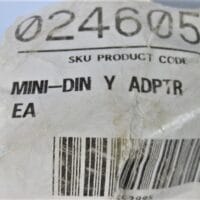 024605
SKU PRODUCT CODE
MINI-DIN Y ADPTR
EA